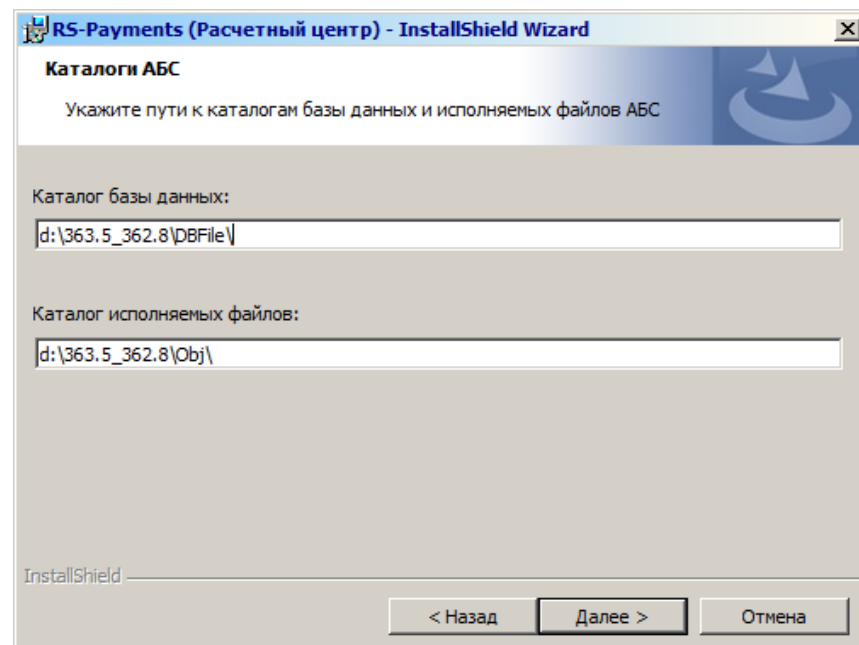 RS-Payments (Расчетный центр) - InstallShield Wizard
Каталоги АБС
Укажите пути к каталогам базы данных и исполняемых файлов АБС
Каталог базы данных:
d:\363.5_362.8\DBFile\
Каталог исполняемых файлов:
d:\363.5_362.8\Obj\
InstallShield
< Назад
Далее >
Отмена